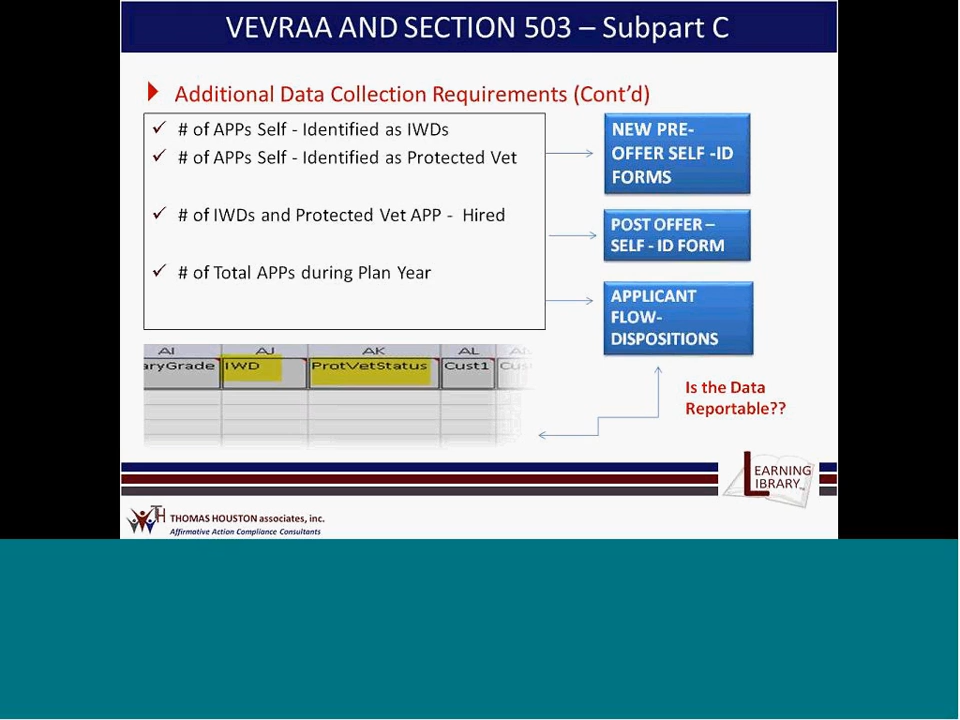 VEVRAA AND SECTION 503 – Subpart C
Additional Data Collection Requirements (Cont'd)
# of APPs Self - Identified as IWDs
# of APPs Self - Identified as Protected Vet
# of IWDs and Protected Vet APP - Hired
# of Total APPs during Plan Year
NEW PRE-
OFFER SELF -ID
FORMS
POST OFFER –
SELF - ID FORM
APPLICANT
FLOW-
DISPOSITIONS
AI AJ AK AL
aryGrade IWD ProtVetStatus Cust1
Is the Data
Reportable??
LEARNING
LIBRARY
TH THOMAS HOUSTON associates, inc.
Affirmative Action Compliance Consultants